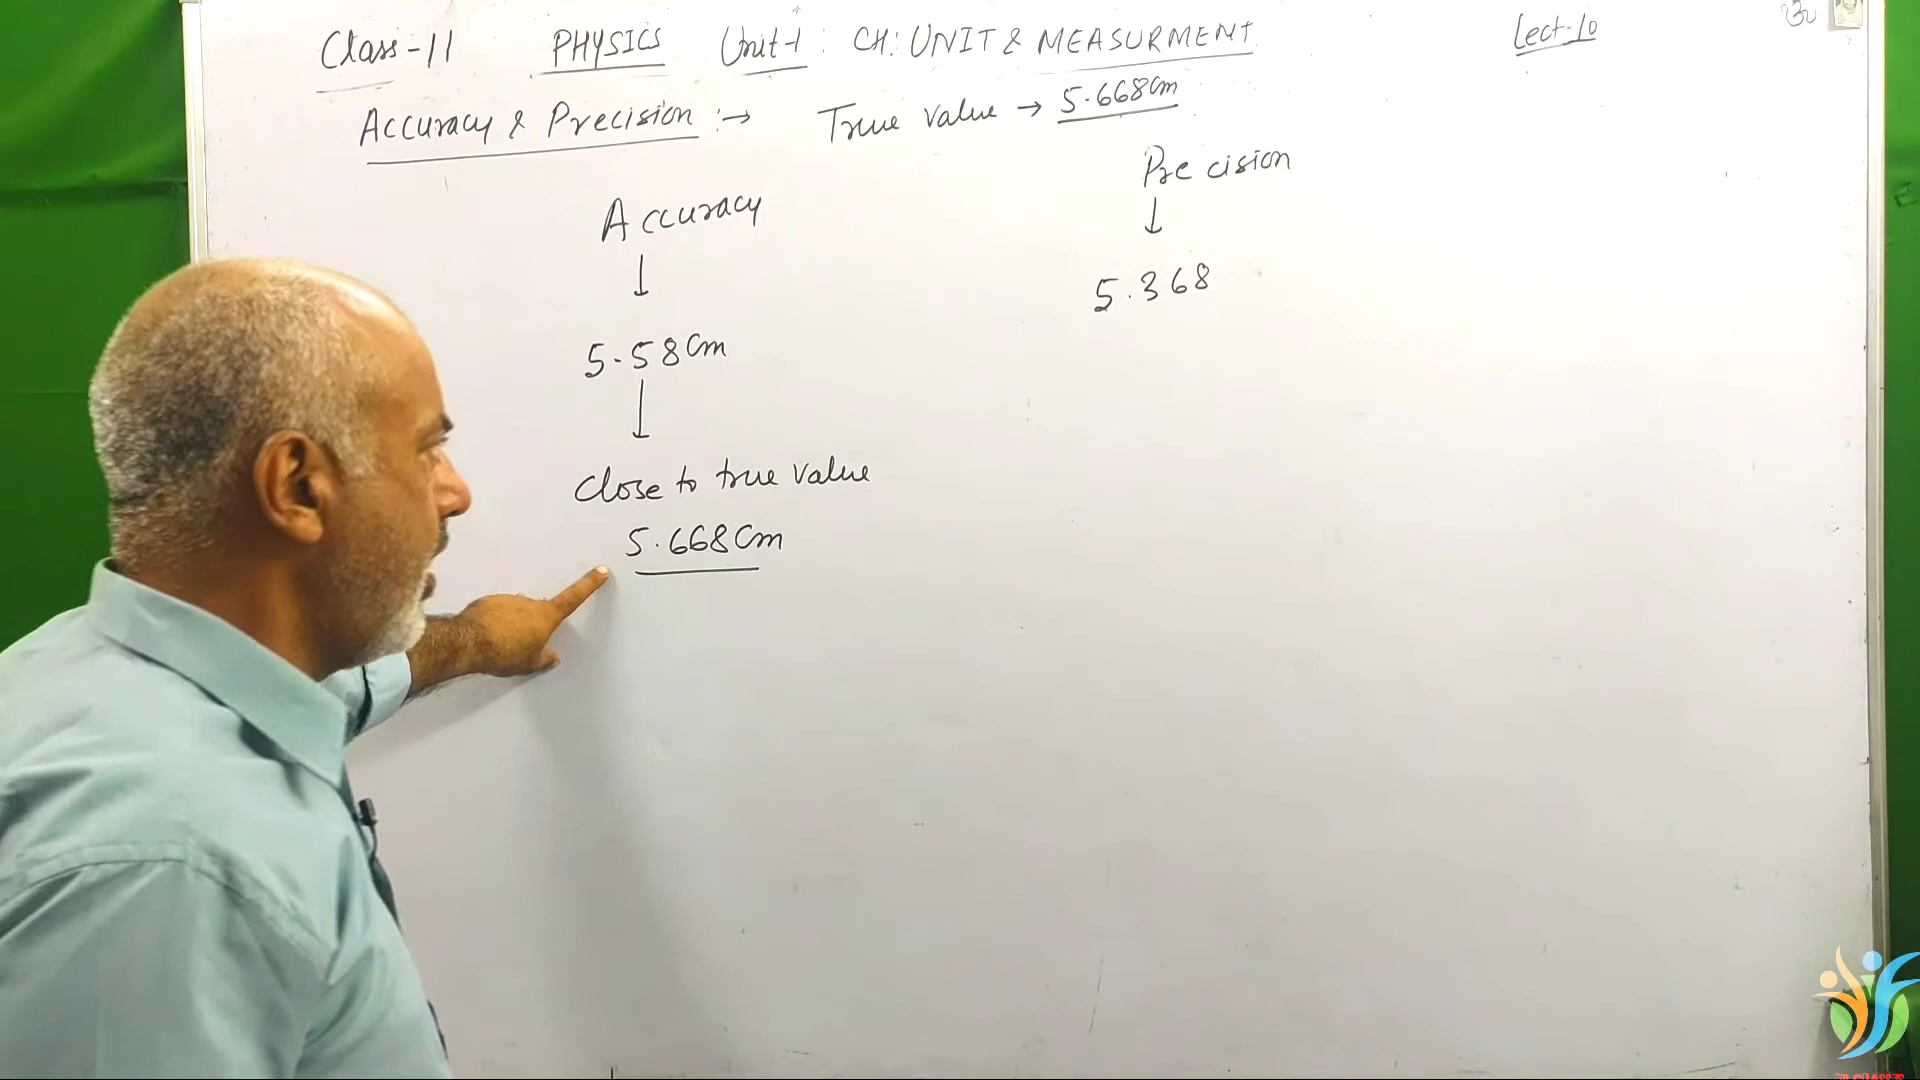 Class-11 PHYSICS Unit-1 : CH: UNIT & MEASURMENT Lect-10
Accuracy & Precision :→ True value → 5.668cm
Accuracy
↓
5.58cm
↓
Close to true value
5.668cm
Precision
↓
5.368